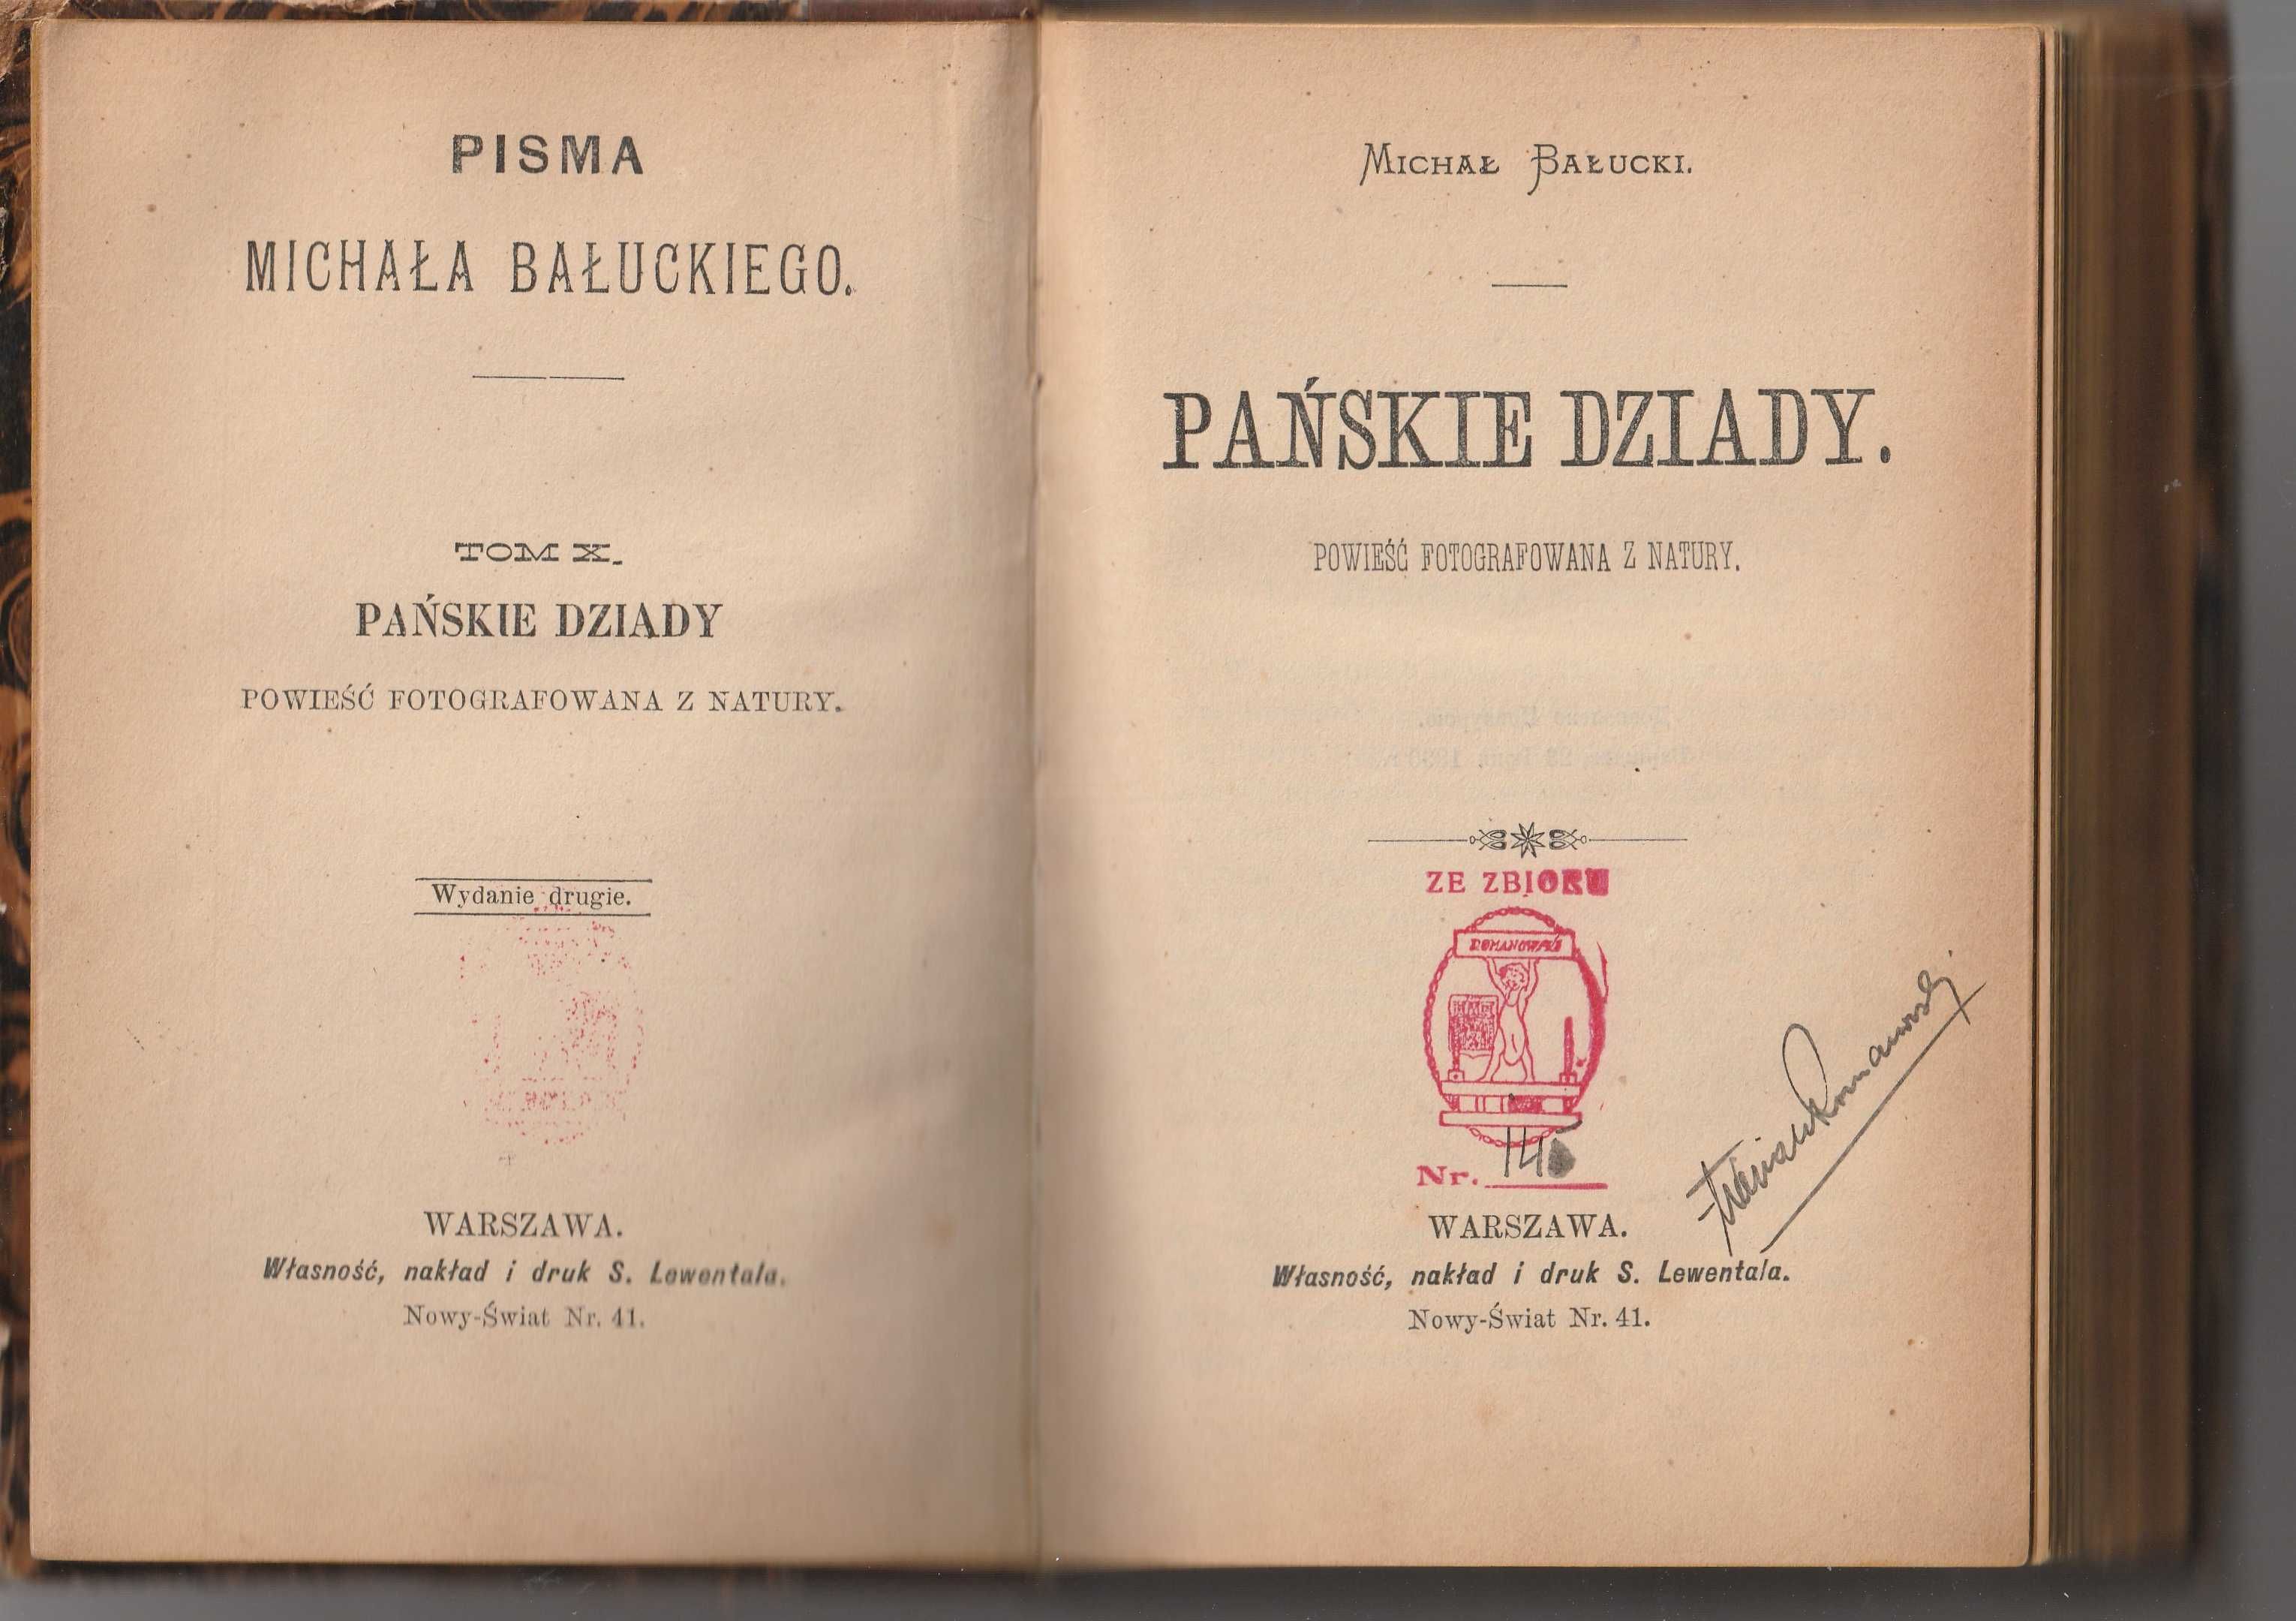 PISMA
MICHAŁA BAŁUCKIEGO.
TOM X.
PAŃSKIE DZIADY
POWIEŚĆ FOTOGRAFOWANA Z NATURY.
Wydanie drugie.
WARSZAWA.
Własność, nakład i druk S. Lewentala.
Nowy-Świat Nr. 41.
MICHAŁ BAŁUCKI.
PAŃSKIE DZIADY.
POWIEŚĆ FOTOGRAFOWANA Z NATURY.
ZE ZBIORU
Nr. 14
WARSZAWA.
Własność, nakład i druk S. Lewentala.
Nowy-Świat Nr. 41.